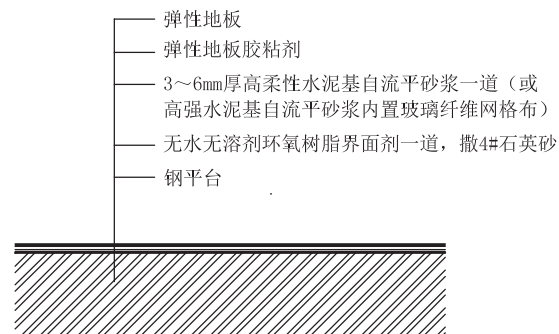 弹性地板
弹性地板胶粘剂
3～6mm厚高柔性水泥基自流平砂浆一道（或
高强水泥基自流平砂浆内置玻璃纤维网格布）
无水无溶剂环氧树脂界面剂一道，撒4#石英砂
钢平台